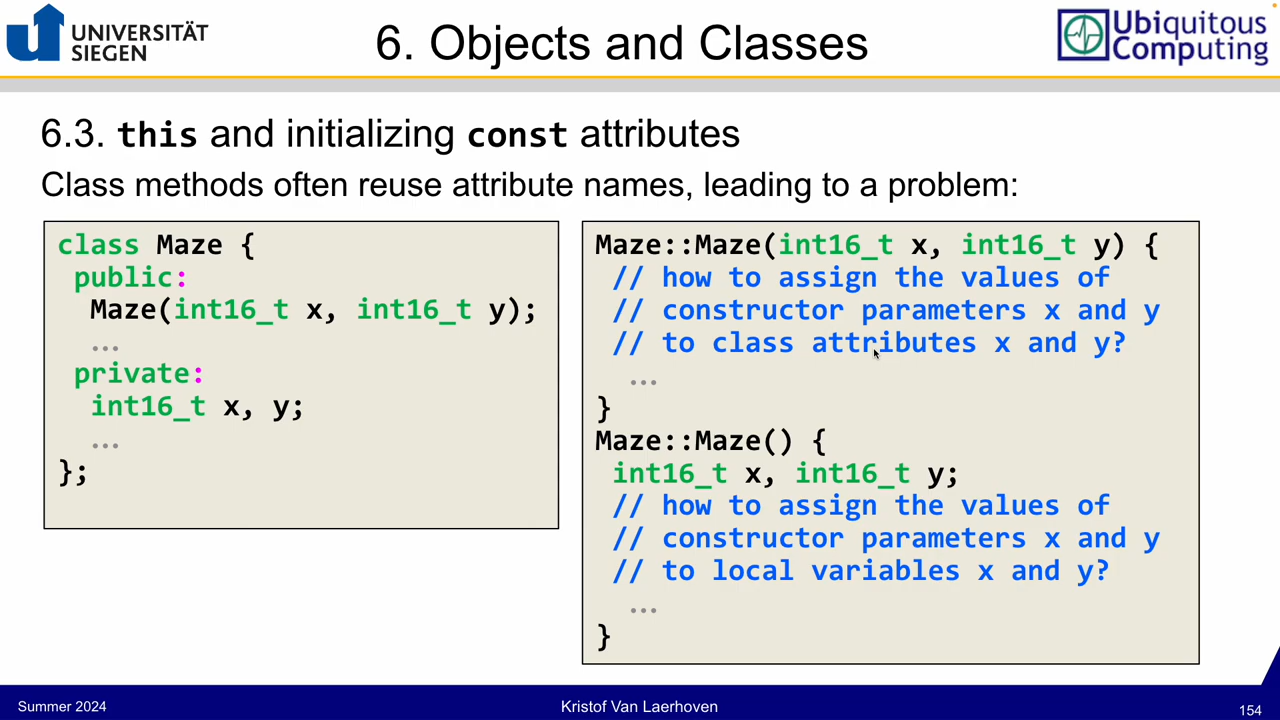 UNIVERSITÄT
SIEGEN
6. Objects and Classes
Ubiquitous
Computing
6.3. this and initializing const attributes
Class methods often reuse attribute names, leading to a problem:
class Maze {
public:
Maze(int16_t x, int16_t y);
…
private:
int16_t x, y;
…
};
Maze::Maze(int16_t x, int16_t y) {
// how to assign the values of
// constructor parameters x and y
// to class attributes x and y?
…
}
Maze::Maze() {
int16_t x, int16_t y;
// how to assign the values of
// constructor parameters x and y
// to local variables x and y?
…
}
Summer 2024
Kristof Van Laerhoven
154